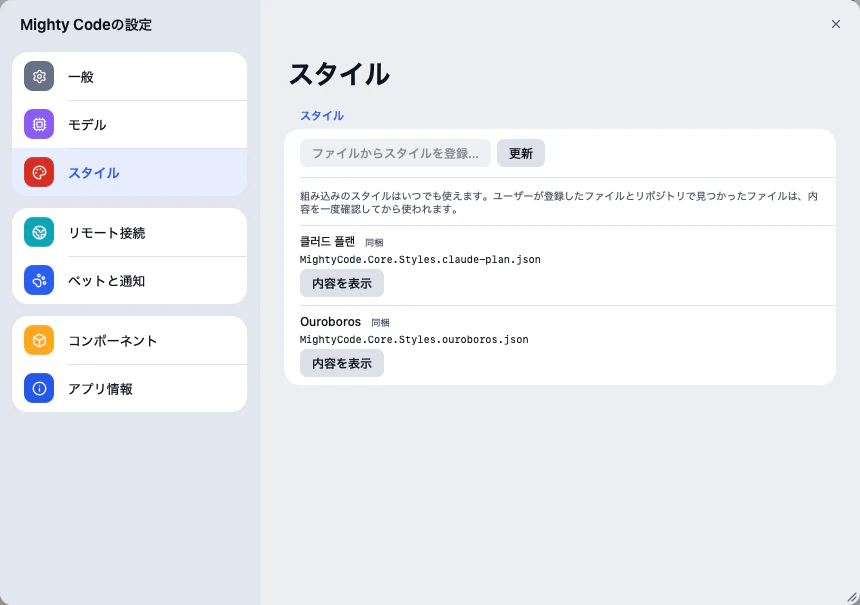 Mighty Codeの設定
一般
モデル
スタイル
リモート接続
ペットと通知
コンポーネント
アプリ情報
スタイル
スタイル
ファイルからスタイルを登録...
更新
組み込みのスタイルはいつでも使えます。ユーザーが登録したファイルとリポジトリで見つかったファイルは、内
容を一度確認してから使われます。
클러드 플랜 同梱
MightyCode.Core.Styles.claude-plan.json
内容を表示
Ouroboros 同梱
MightyCode.Core.Styles.ouroboros.json
内容を表示